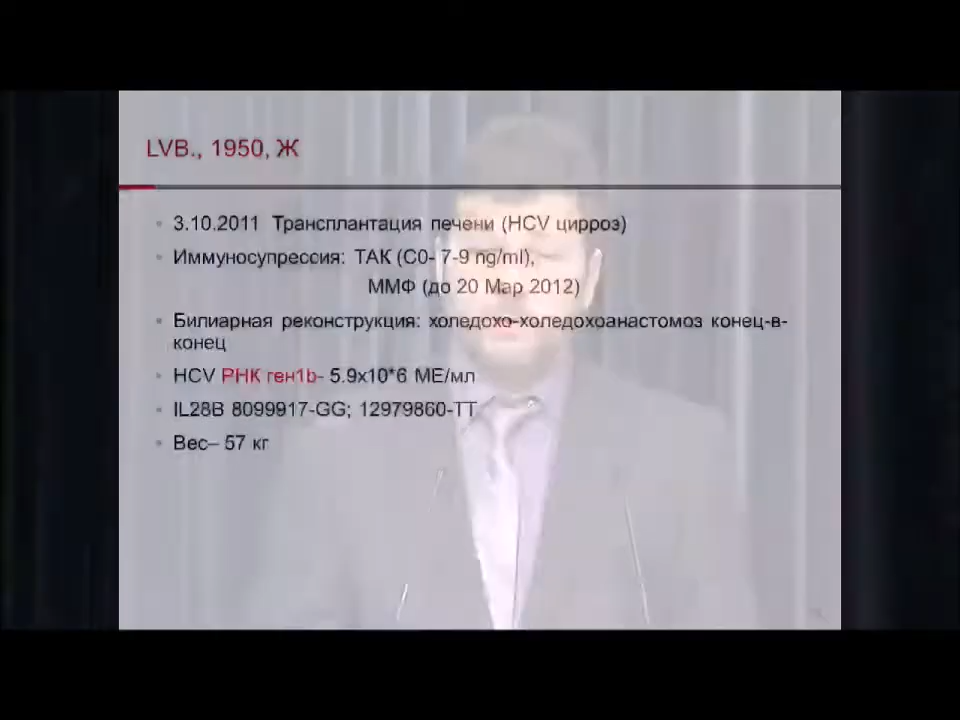 LVB., 1950, Ж
3.10.2011 Трансплантация печени (HCV цирроз)
Иммуносупрессия: ТАК (С0- 7-9 ng/ml),
ММФ (до 20 Мар 2012)
Билиарная реконструкция: холедохо-холедохоанастомоз конец-в-
конец
HCV РНК ген1b- 5.9x10*6 МЕ/мл
IL28B 8099917-GG; 12979860-TT
Вес– 57 кг